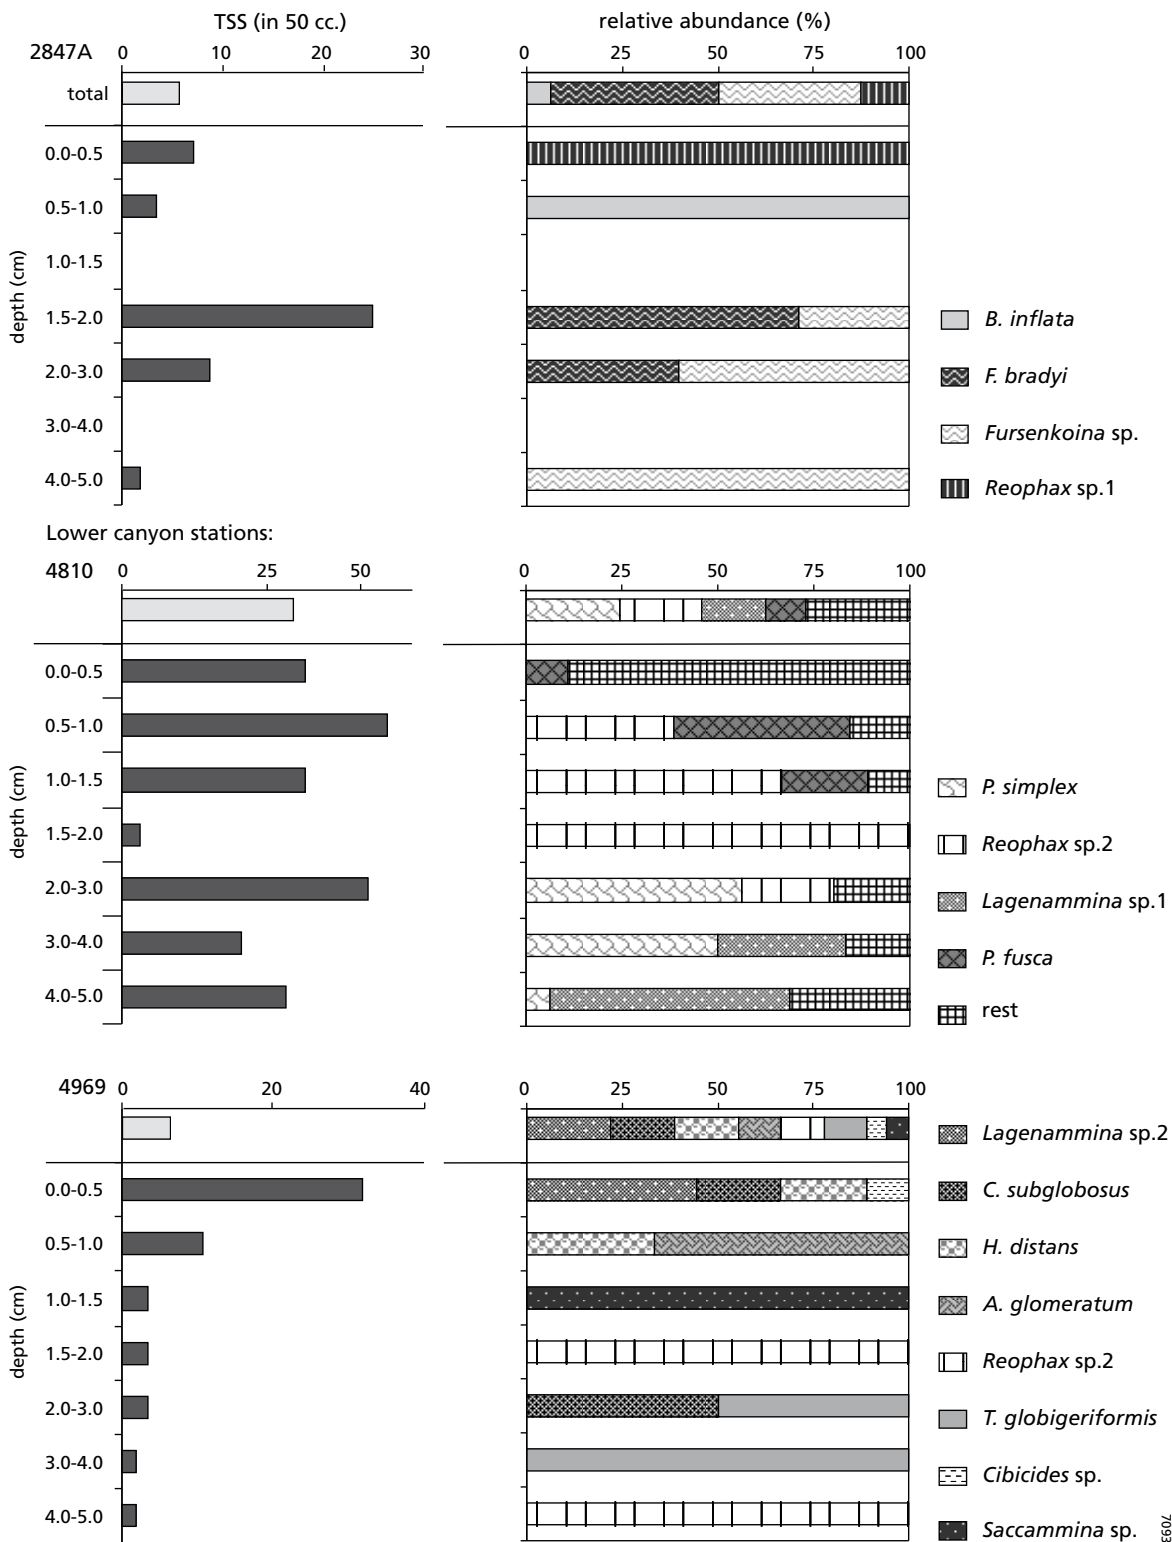 TSS (in 50 cc.) relative abundance (%)
2847A 0 10 20 30 0 25 50 75 100
total
0.0-0.5
0.5-1.0
1.0-1.5
1.5-2.0
2.0-3.0
3.0-4.0
4.0-5.0
depth (cm)
B. inflata
F. bradyi
Fursenkoina sp.
Reophax sp.1
Lower canyon stations:
4810 0 25 50 0 25 50 75 100
0.0-0.5
0.5-1.0
1.0-1.5
1.5-2.0
2.0-3.0
3.0-4.0
4.0-5.0
depth (cm)
P. simplex
Reophax sp.2
Lagenammina sp.1
P. fusca
rest
4969 0 20 40 0 25 50 75 100
0.0-0.5
0.5-1.0
1.0-1.5
1.5-2.0
2.0-3.0
3.0-4.0
4.0-5.0
depth (cm)
Lagenammina sp.2
C. subglobosus
H. distans
A. glomeratum
Reophax sp.2
T. globigeriformis
Cibicides sp.
Saccammina sp.
7093